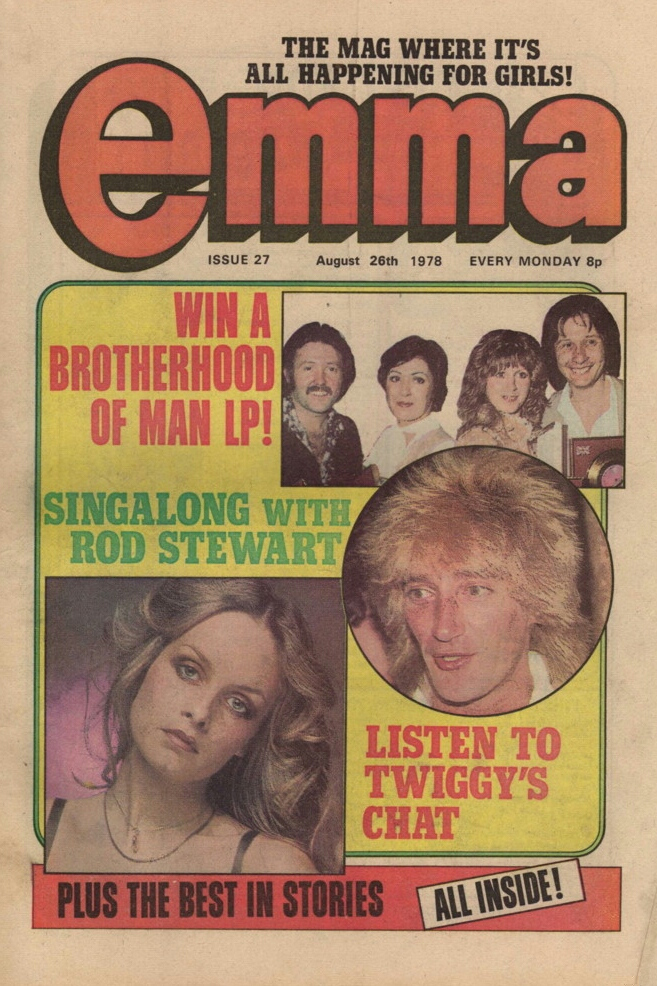 THE MAG WHERE IT'S
ALL HAPPENING FOR GIRLS!
emma
ISSUE 27 August 26th 1978 EVERY MONDAY 8p
WIN A
BROTHERHOOD
OF MAN LP!
SINGALONG WITH
ROD STEWART
LISTEN TO
TWIGGY'S
CHAT
PLUS THE BEST IN STORIES
ALL INSIDE!